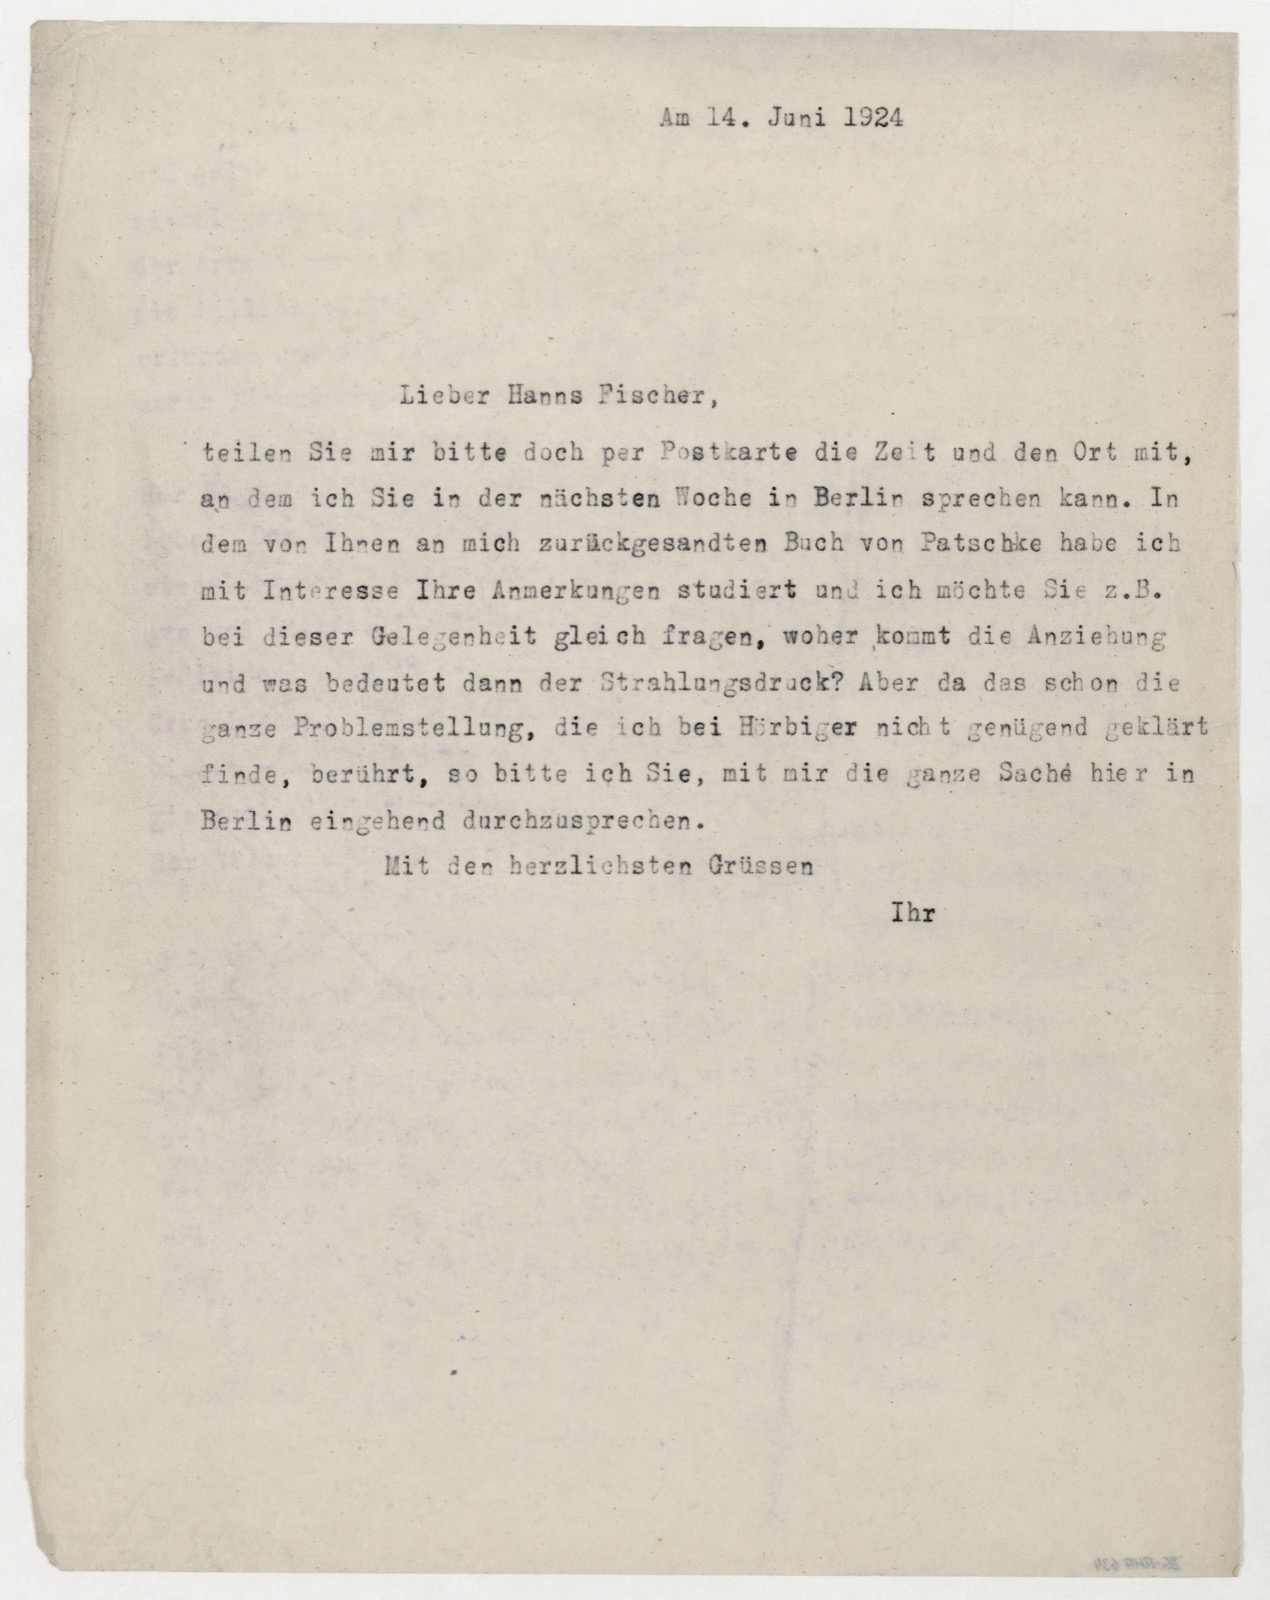 Am 14. Juni 1924
Lieber Hanns Fischer,
teilen Sie mir bitte doch per Postkarte die Zeit und den Ort mit,
an dem ich Sie in der nächsten Woche in Berlin sprechen kann. In
dem von Ihnen an mich zurückgesandten Buch von Patschke habe ich
mit Interesse Ihre Anmerkungen studiert und ich möchte Sie z.B.
bei dieser Gelegenheit gleich fragen, woher kommt die Anziehung
und was bedeutet dann der Strahlungsdruck? Aber da das schon die
ganze Problemstellung, die ich bei Hörbiger nicht genügend geklärt
finde, berührt, so bitte ich Sie, mit mir die ganze Sache hier in
Berlin eingehend durchzusprechen.
Mit den herzlichsten Grüssen
Ihr